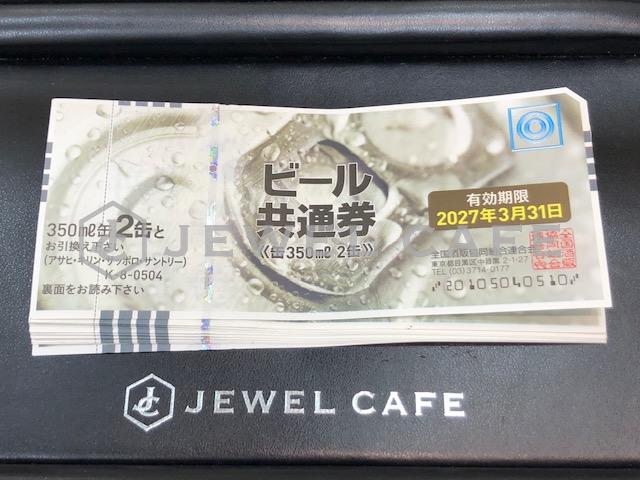 350㎖缶2缶と
お引換え下さい
(アサヒ・キリン・サッポロ・サントリー)
K-8-0504
裏面をお読み下さい
ビール
共通券
《缶350㎖2缶》
有効期限
2027年3月31日
全国酒販協同組合連合会
東京都目黒区中目黒2-1-27
TEL (03)3714-0177
20105040510
JEWEL CAFE
JC JEWEL CAFE